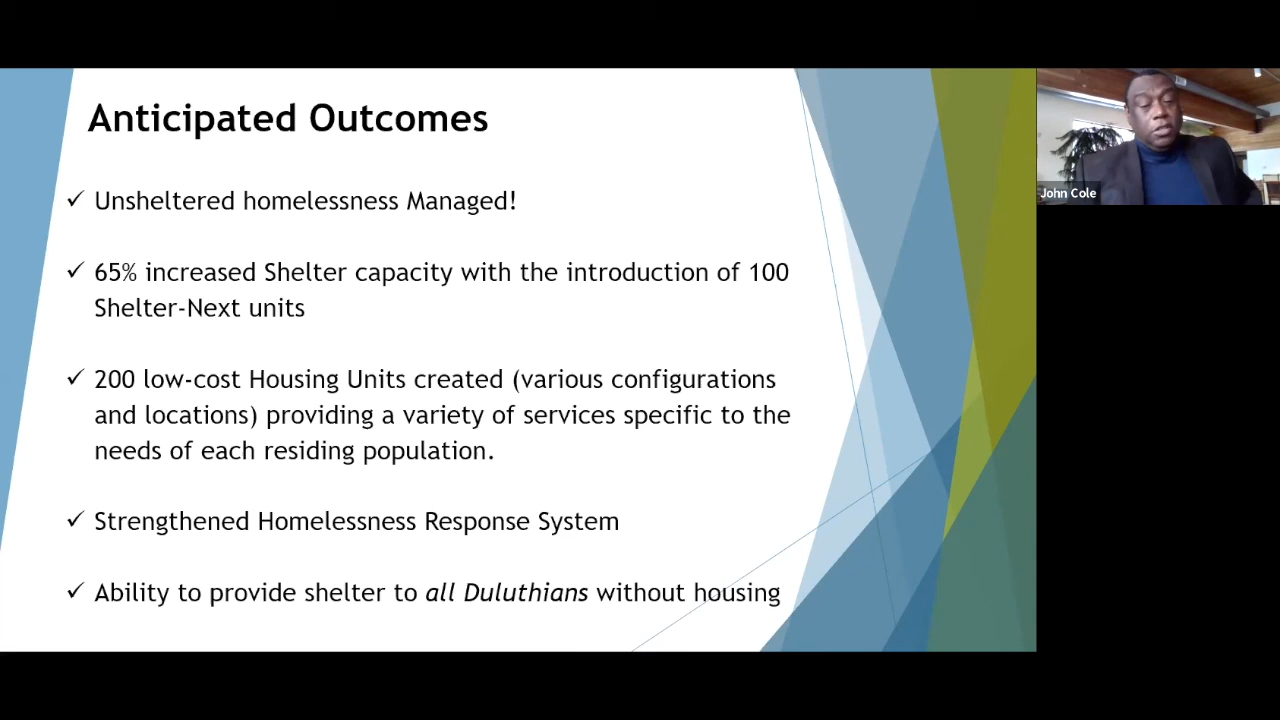 Anticipated Outcomes
✓ Unsheltered homelessness Managed!
✓ 65% increased Shelter capacity with the introduction of 100
Shelter-Next units
✓ 200 low-cost Housing Units created (various configurations
and locations) providing a variety of services specific to the
needs of each residing population.
✓ Strengthened Homelessness Response System
✓ Ability to provide shelter to all Duluthians without housing
John Cole